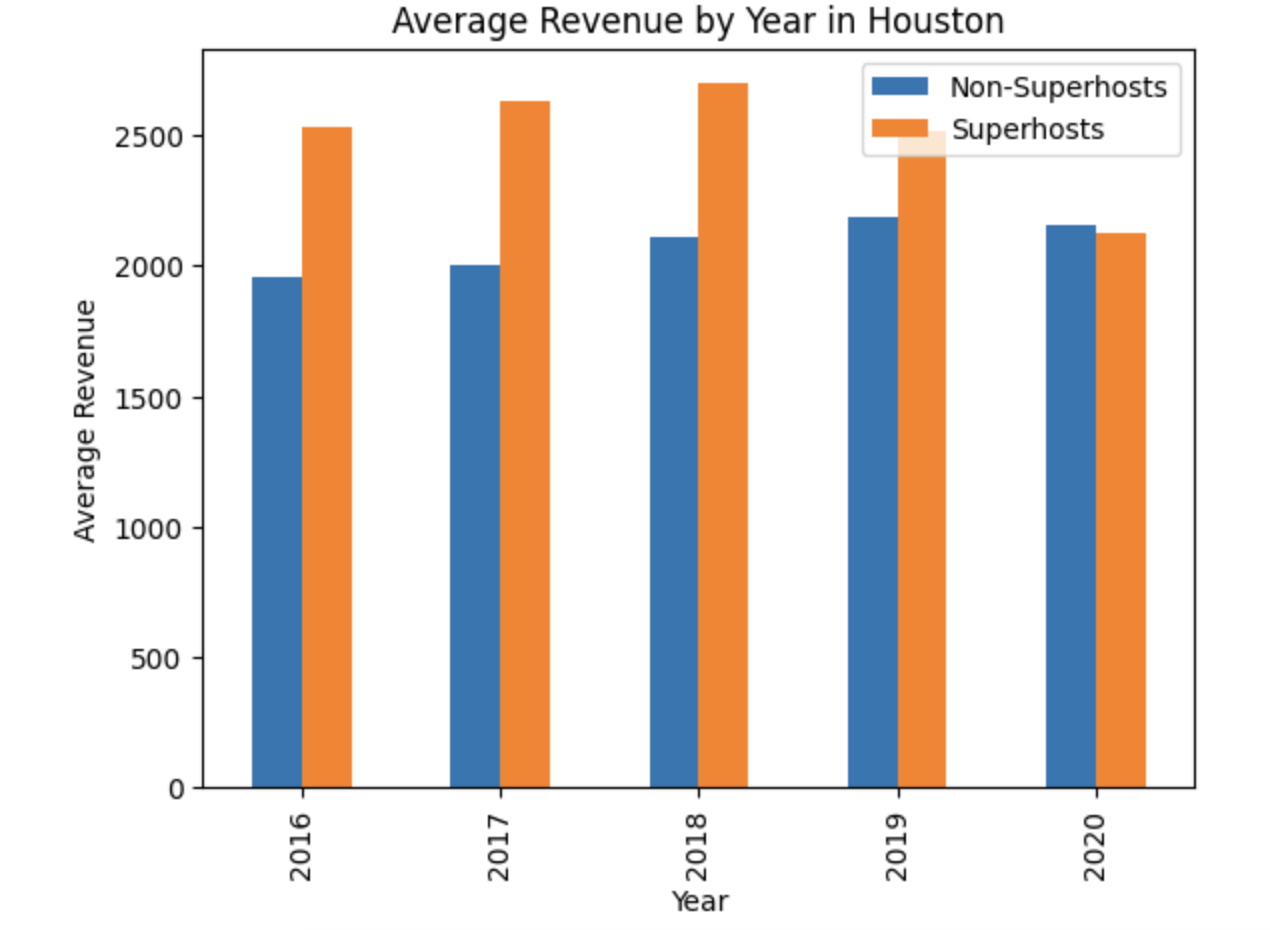 Average Revenue by Year in Houston
Non-Superhosts
Superhosts
2500
2000
1500
1000
500
0
Average Revenue
2016
2017
2018
2019
2020
Year